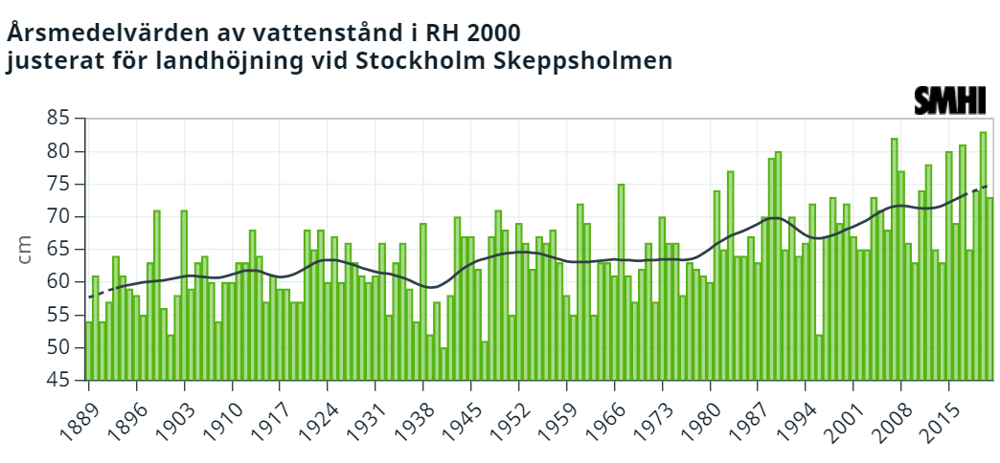 Årsmedelvärden av vattenstånd i RH 2000
justerat för landhöjning vid Stockholm Skeppsholmen
SMHI
85
80
75
70
65
60
55
50
45
cm
1889 1896 1903 1910 1917 1924 1931 1938 1945 1952 1959 1966 1973 1980 1987 1994 2001 2008 2015